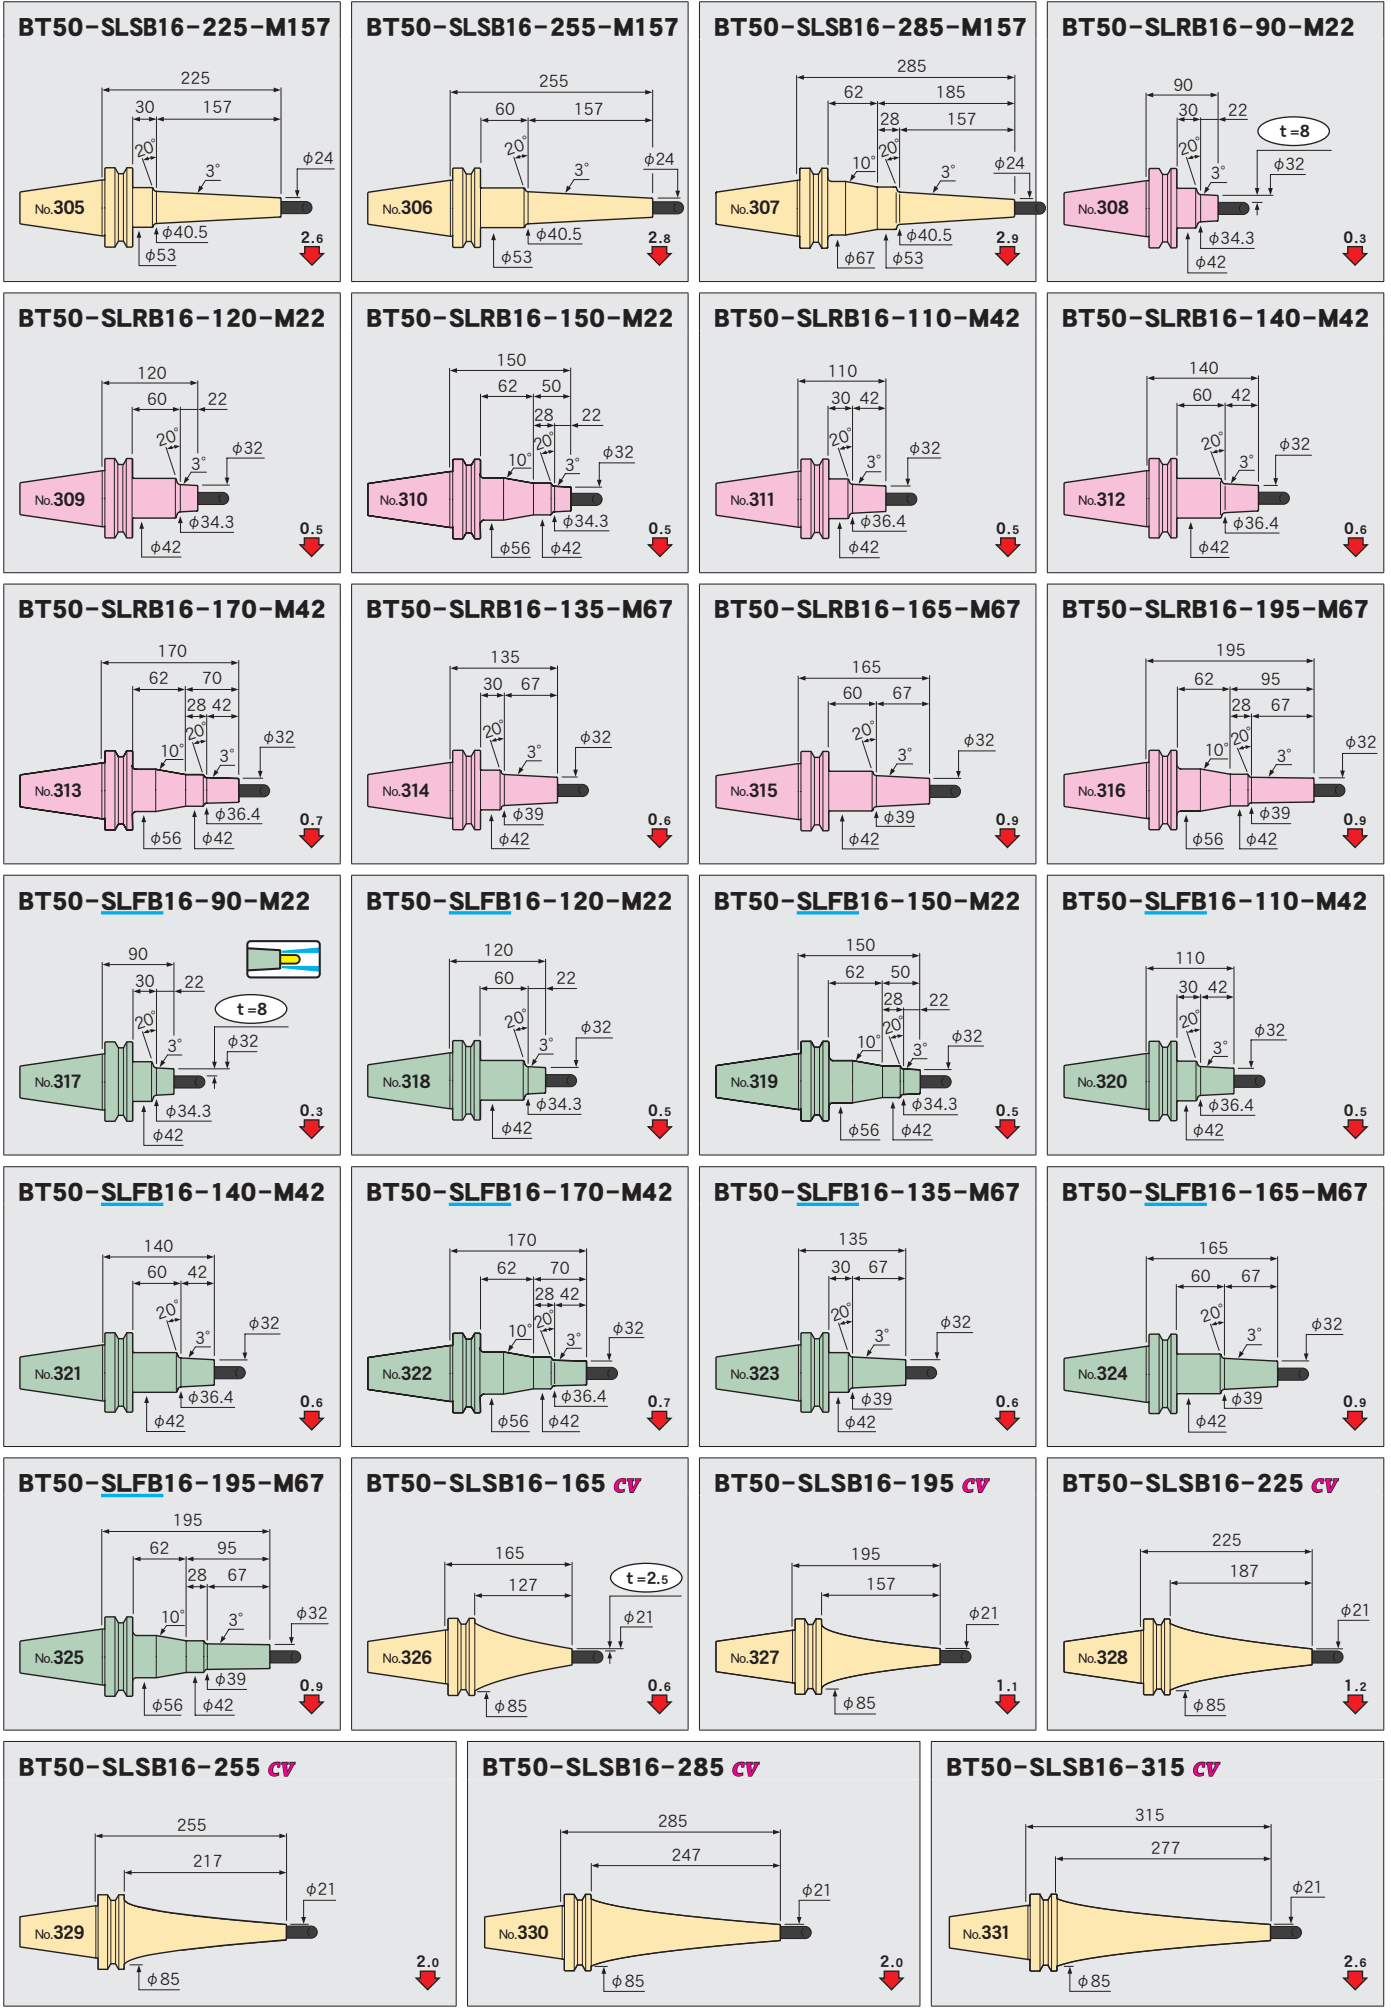 BT50-SLSB16-225-M157
225
30 157
20° 3° φ24
No.305
φ40.5
φ53
2.6
BT50-SLSB16-255-M157
255
60 157
20° 3° φ24
No.306
φ40.5
φ53
2.8
BT50-SLSB16-285-M157
285
62 185
28 157
10° 20° 3° φ24
No.307
φ40.5
φ67 φ53
2.9
BT50-SLRB16-90-M22
90
30 22
t=8
20° 3° φ32
No.308
φ34.3
φ42
0.3
BT50-SLRB16-120-M22
120
60 22
20° 3° φ32
No.309
φ34.3
φ42
0.5
BT50-SLRB16-150-M22
150
62 50
28 22
10° 20° 3° φ32
No.310
φ34.3
φ56 φ42
0.5
BT50-SLRB16-110-M42
110
30 42
20° 3° φ32
No.311
φ36.4
φ42
0.5
BT50-SLRB16-140-M42
140
60 42
20° 3° φ32
No.312
φ36.4
φ42
0.6
BT50-SLRB16-170-M42
170
62 70
28 42
10° 20° 3° φ32
No.313
φ36.4
φ56 φ42
0.7
BT50-SLRB16-135-M67
135
30 67
20° 3° φ32
No.314
φ39
φ42
0.6
BT50-SLRB16-165-M67
165
60 67
20° 3° φ32
No.315
φ39
φ42
0.9
BT50-SLRB16-195-M67
195
62 95
28 67
10° 20° 3° φ32
No.316
φ39
φ56 φ42
0.9
BT50-SLFB16-90-M22
90
30 22
t=8
20° 3° φ32
No.317
φ34.3
φ42
0.3
BT50-SLFB16-120-M22
120
60 22
20° 3° φ32
No.318
φ34.3
φ42
0.5
BT50-SLFB16-150-M22
150
62 50
28 22
10° 20° 3° φ32
No.319
φ34.3
φ56 φ42
0.5
BT50-SLFB16-110-M42
110
30 42
20° 3° φ32
No.320
φ36.4
φ42
0.5
BT50-SLFB16-140-M42
140
60 42
20° 3° φ32
No.321
φ36.4
φ42
0.6
BT50-SLFB16-170-M42
170
62 70
28 42
10° 20° 3° φ32
No.322
φ36.4
φ56 φ42
0.7
BT50-SLFB16-135-M67
135
30 67
20° 3° φ32
No.323
φ39
φ42
0.6
BT50-SLFB16-165-M67
165
60 67
20° 3° φ32
No.324
φ39
φ42
0.9
BT50-SLFB16-195-M67
195
62 95
28 67
10° 20° 3° φ32
No.325
φ39
φ56 φ42
0.9
BT50-SLSB16-165 CV
165
127
t=2.5
φ21
No.326
φ85
0.6
BT50-SLSB16-195 CV
195
157
φ21
No.327
φ85
1.1
BT50-SLSB16-225 CV
225
187
φ21
No.328
φ85
1.2
BT50-SLSB16-255 CV
255
217
φ21
No.329
φ85
2.0
BT50-SLSB16-285 CV
285
247
φ21
No.330
φ85
2.0
BT50-SLSB16-315 CV
315
277
φ21
No.331
φ85
2.6